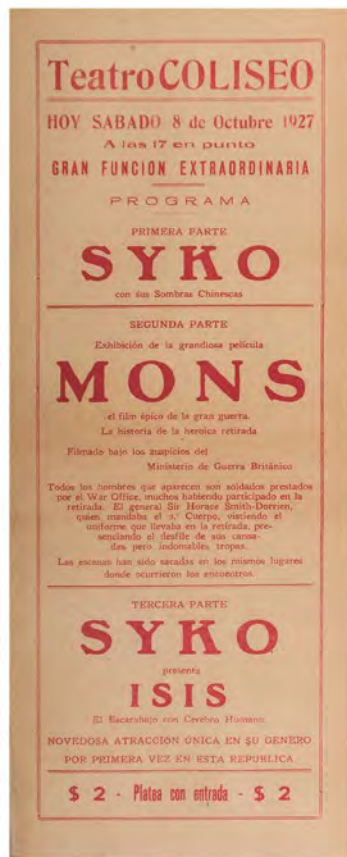 Teatro COLISEO
HOY SABADO 8 de Octubre 1927
A las 17 en punto
GRAN FUNCION EXTRAORDINARIA
PROGRAMA
PRIMERA PARTE
SYKO
con sus Sombras Chinescas
SEGUNDA PARTE
Exhibición de la grandiosa película
MONS
el film épico de la gran guerra.
La historia de la heroica retirada
Filmado bajo los auspicios del
Ministerio de Guerra Británico
Todos los hombres que aparecen son soldados prestados
por el War Office, muchos habiendo participado en la
retirada. El general Sir Horace Smith-Dorrien,
quien mandaba el 2.º Cuerpo, vistiendo el
uniforme que llevaba en la retirada, pre-
senciando el desfile de sus cansa-
das, pero indomables tropas.
Las escenas han sido sacadas en los mismos lugares
donde ocurrieron los encuentros.
TERCERA PARTE
SYKO
presenta
ISIS
El Escarabajo con Cerebro Humano
NOVEDOSA ATRACCION ÚNICA EN SU GENERO
POR PRIMERA VEZ EN ESTA REPUBLICA
$ 2 - Platea con entrada - $ 2